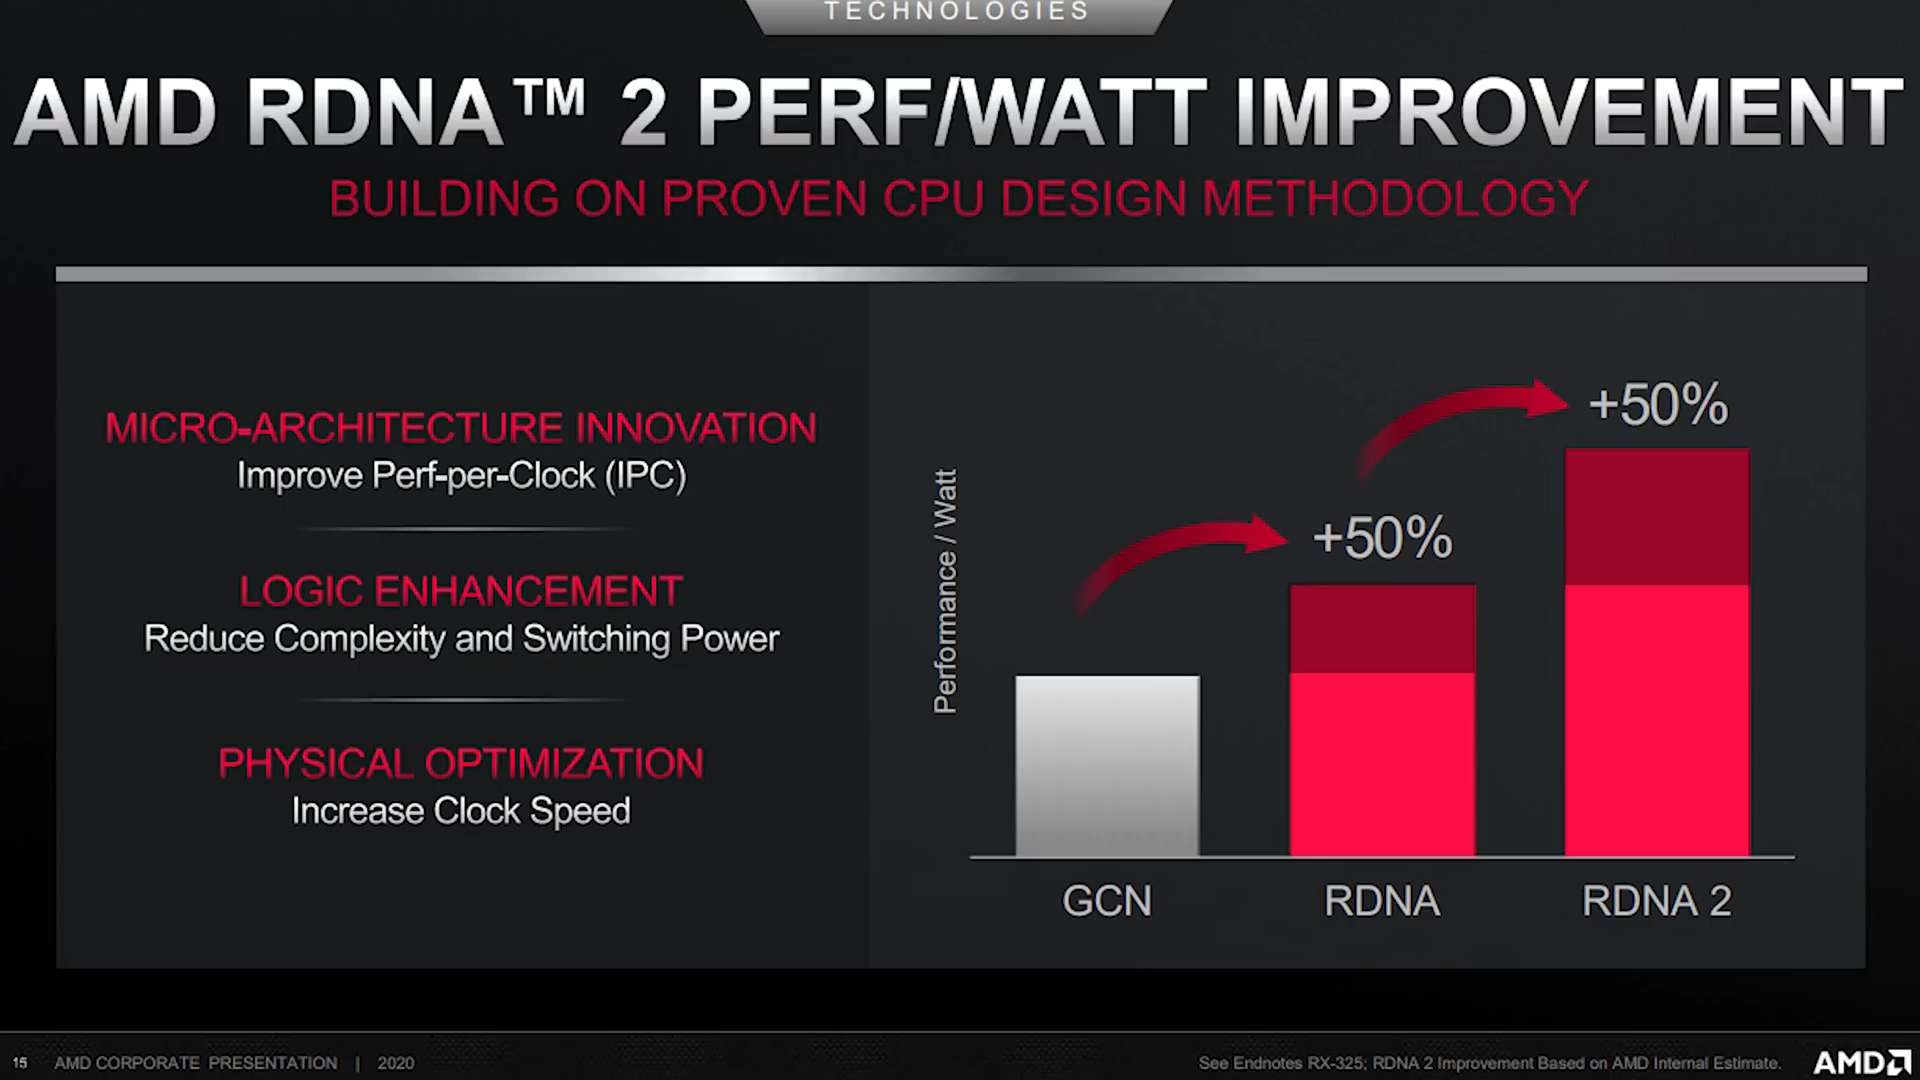 TECHNOLOGIES
AMD RDNA™ 2 PERF/WATT IMPROVEMENT
BUILDING ON PROVEN CPU DESIGN METHODOLOGY
MICRO-ARCHITECTURE INNOVATION
Improve Perf-per-Clock (IPC)
LOGIC ENHANCEMENT
Reduce Complexity and Switching Power
PHYSICAL OPTIMIZATION
Increase Clock Speed
Performance / Watt
+50%
+50%
GCN
RDNA
RDNA 2
15 AMD CORPORATE PRESENTATION | 2020
See Endnotes RX-325; RDNA 2 Improvement Based on AMD Internal Estimate.
AMD